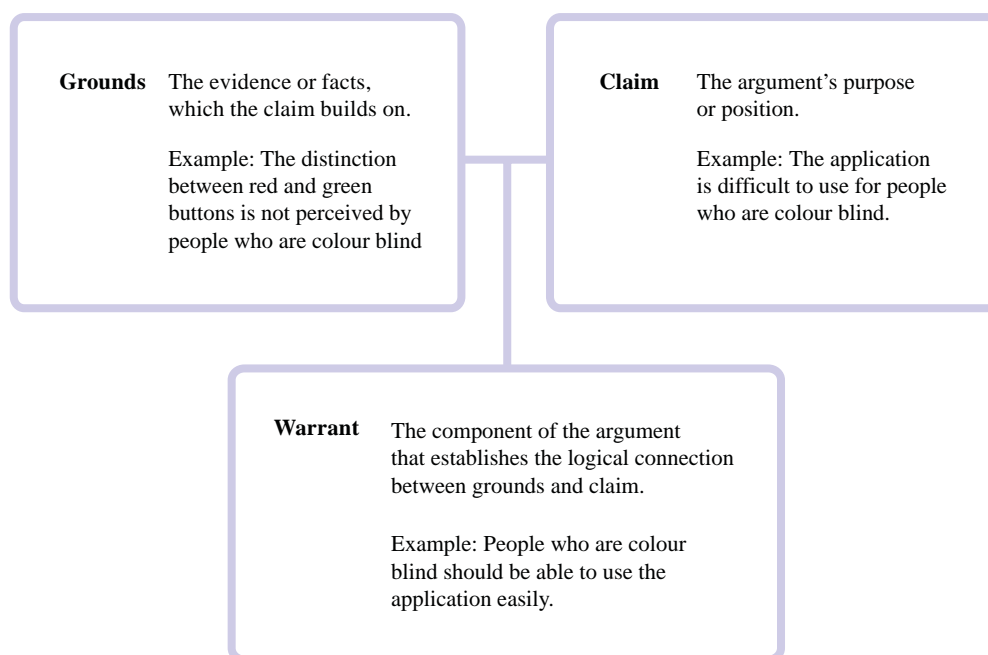 Grounds The evidence or facts,
which the claim builds on.
Example: The distinction
between red and green
buttons is not perceived by
people who are colour blind
Claim The argument’s purpose
or position.
Example: The application
is difficult to use for people
who are colour blind.
Warrant The component of the argument
that establishes the logical connection
between grounds and claim.
Example: People who are colour
blind should be able to use the
application easily.